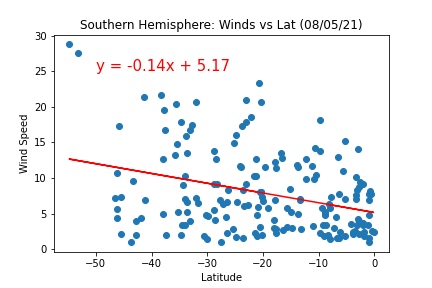 Southern Hemisphere: Winds vs Lat (08/05/21)
30
y = -0.14x + 5.17
25
20
15
10
5
0
Wind Speed
−50 −40 −30 −20 −10 0
Latitude